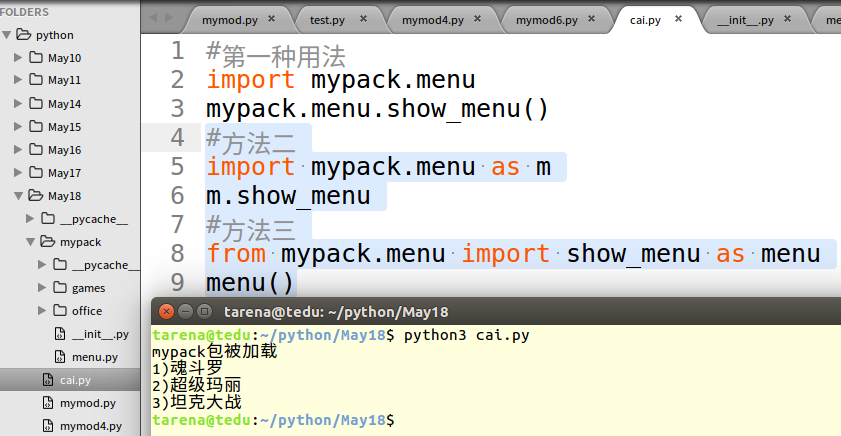 FOLDERS
python
May10
May11
May14
May15
May16
May17
May18
__pycache__
mypack
__pycache__
games
office
__init__.py
menu.py
cai.py
mymod.py
mymod4.py
mymod.py × test.py × mymod4.py × mymod6.py × cai.py × __init__.py × me
1 #第一种用法
2 import mypack.menu
3 mypack.menu.show_menu()
4 #方法二
5 import mypack.menu as m
6 m.show_menu
7 #方法三
8 from mypack.menu import show_menu as menu
9 menu()
tarena@tedu: ~/python/May18
tarena@tedu:~/python/May18$ python3 cai.py
mypack包被加载
1)魂斗罗
2)超级玛丽
3)坦克大战
tarena@tedu:~/python/May18$